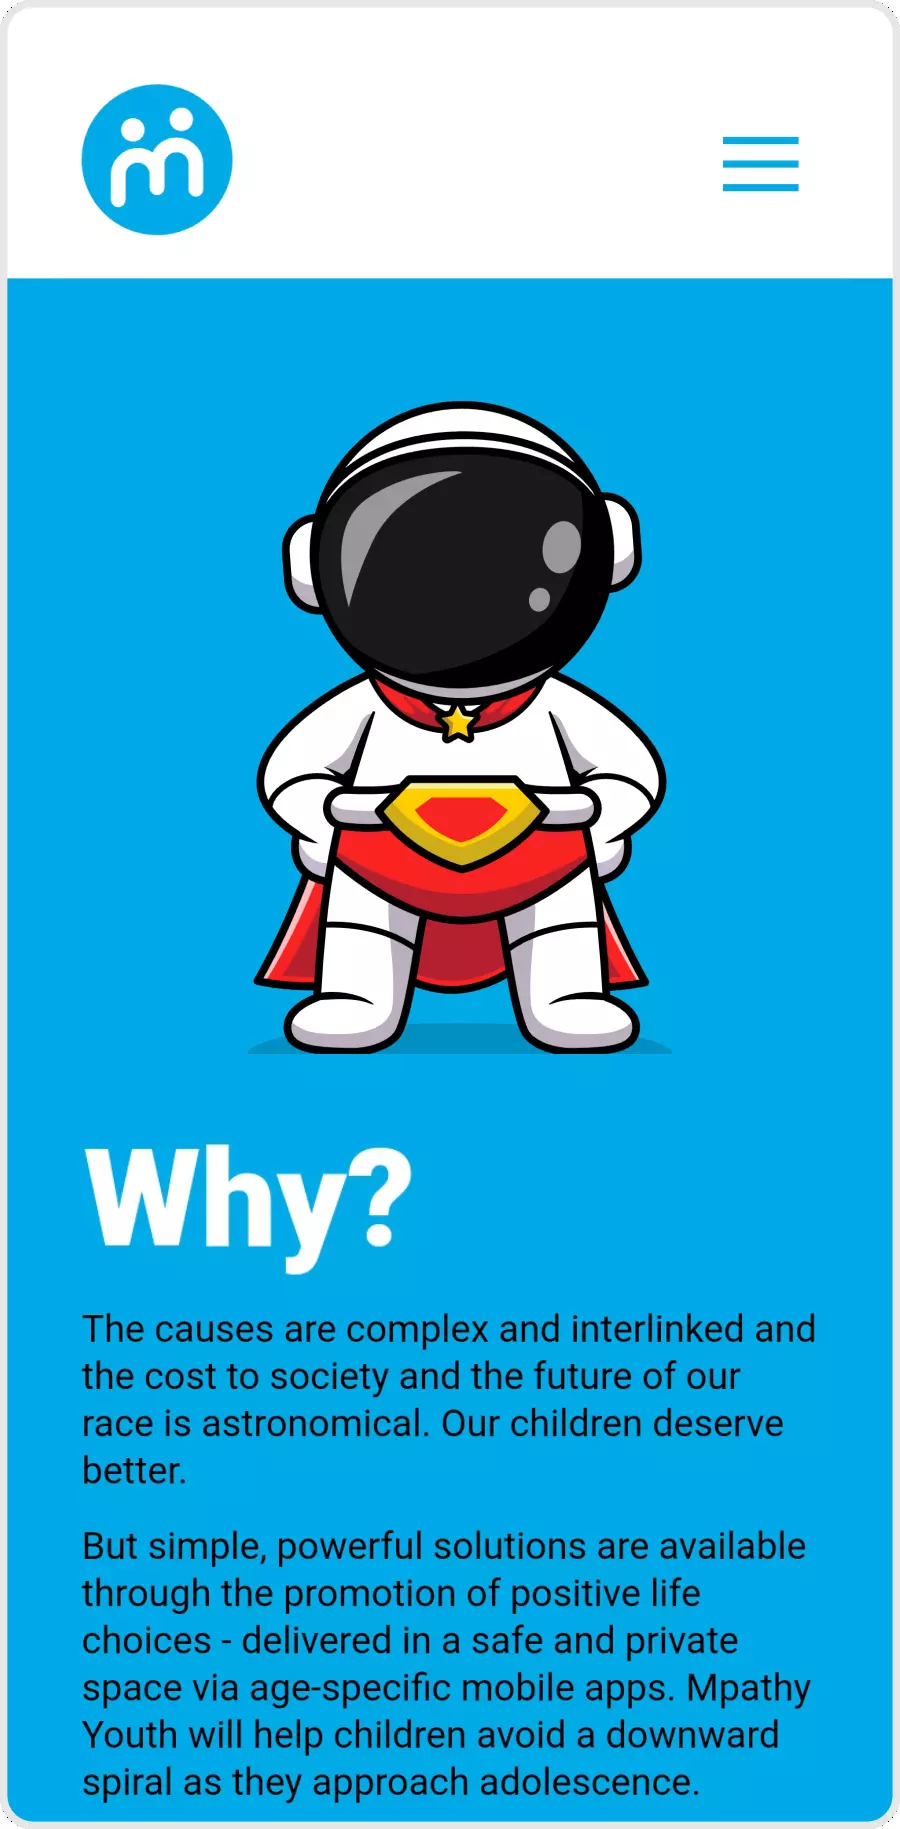 Why?
The causes are complex and interlinked and
the cost to society and the future of our
race is astronomical. Our children deserve
better.
But simple, powerful solutions are available
through the promotion of positive life
choices - delivered in a safe and private
space via age-specific mobile apps. Mpathy
Youth will help children avoid a downward
spiral as they approach adolescence.